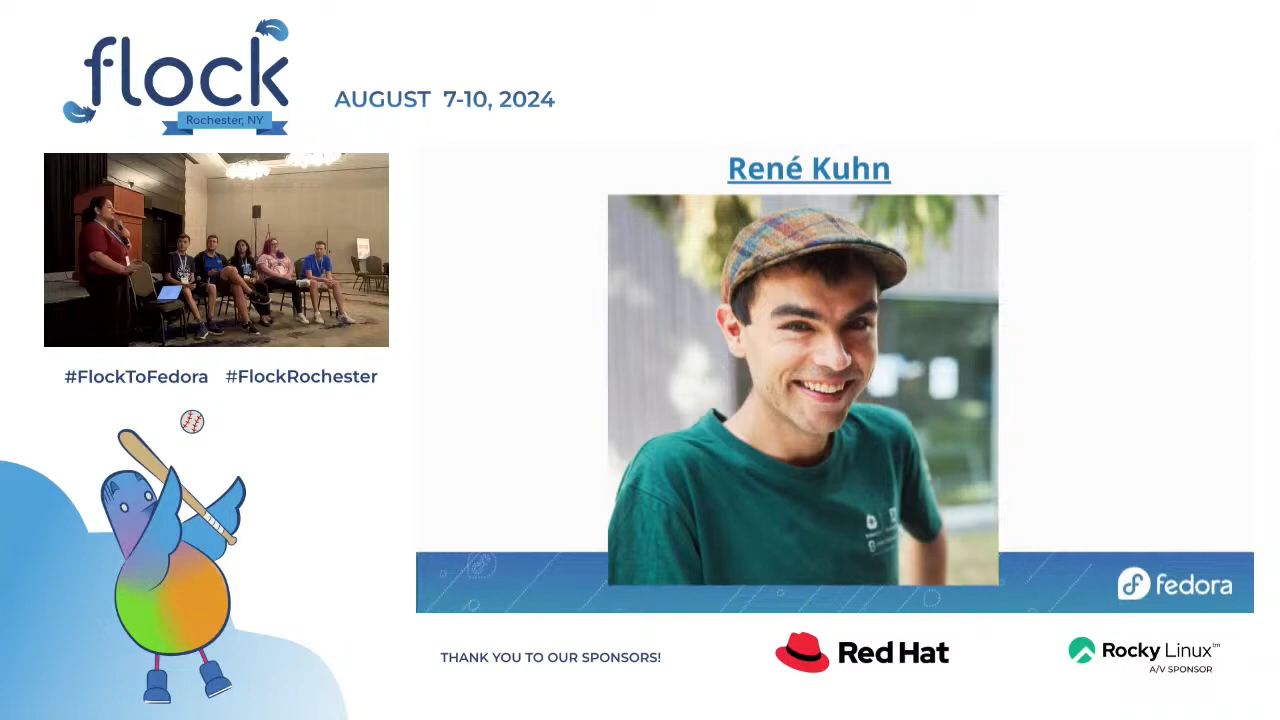 flock
Rochester, NY
AUGUST 7-10, 2024
René Kuhn
#FlockToFedora #FlockRochester
fedora
THANK YOU TO OUR SPONSORS!
Red Hat
Rocky Linux™
A/V SPONSOR